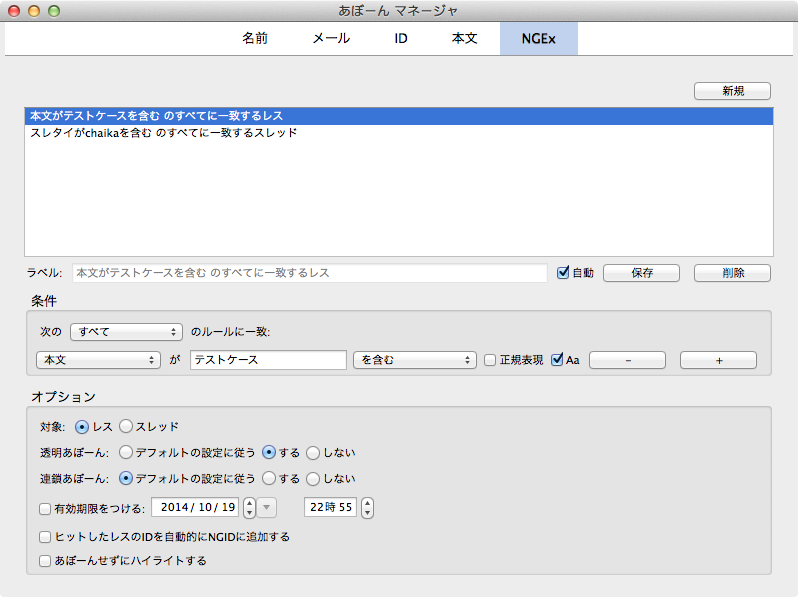 あぼーん マネージャ
名前 メール ID 本文 NGEx
新規
本文がテストケースを含む のすべてに一致するレス
スレタイがchaikaを含む のすべてに一致するスレッド
ラベル: 本文がテストケースを含む のすべてに一致するレス 自動 保存 削除
条件
次の すべて のルールに一致:
本文 が テストケース を含む 正規表現 Aa - +
オプション
対象: レス スレッド
透明あぼーん: デフォルトの設定に従う する しない
連鎖あぼーん: デフォルトの設定に従う する しない
有効期限をつける: 2014/10/19 22時55
ヒットしたレスのIDを自動的にNGIDに追加する
あぼーんせずにハイライトする